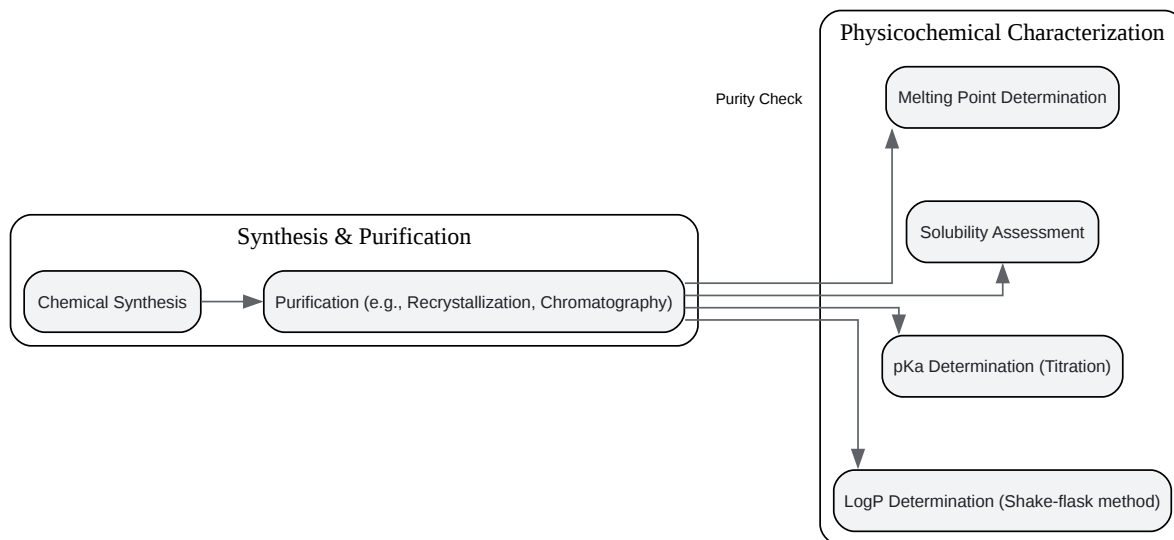 Physicochemical Characterization
Purity Check
Melting Point Determination
Solubility Assessment
Synthesis & Purification
Chemical Synthesis
Purification (e.g., Recrystallization, Chromatography)
pKa Determination (Titration)
LogP Determination (Shake-flask method)